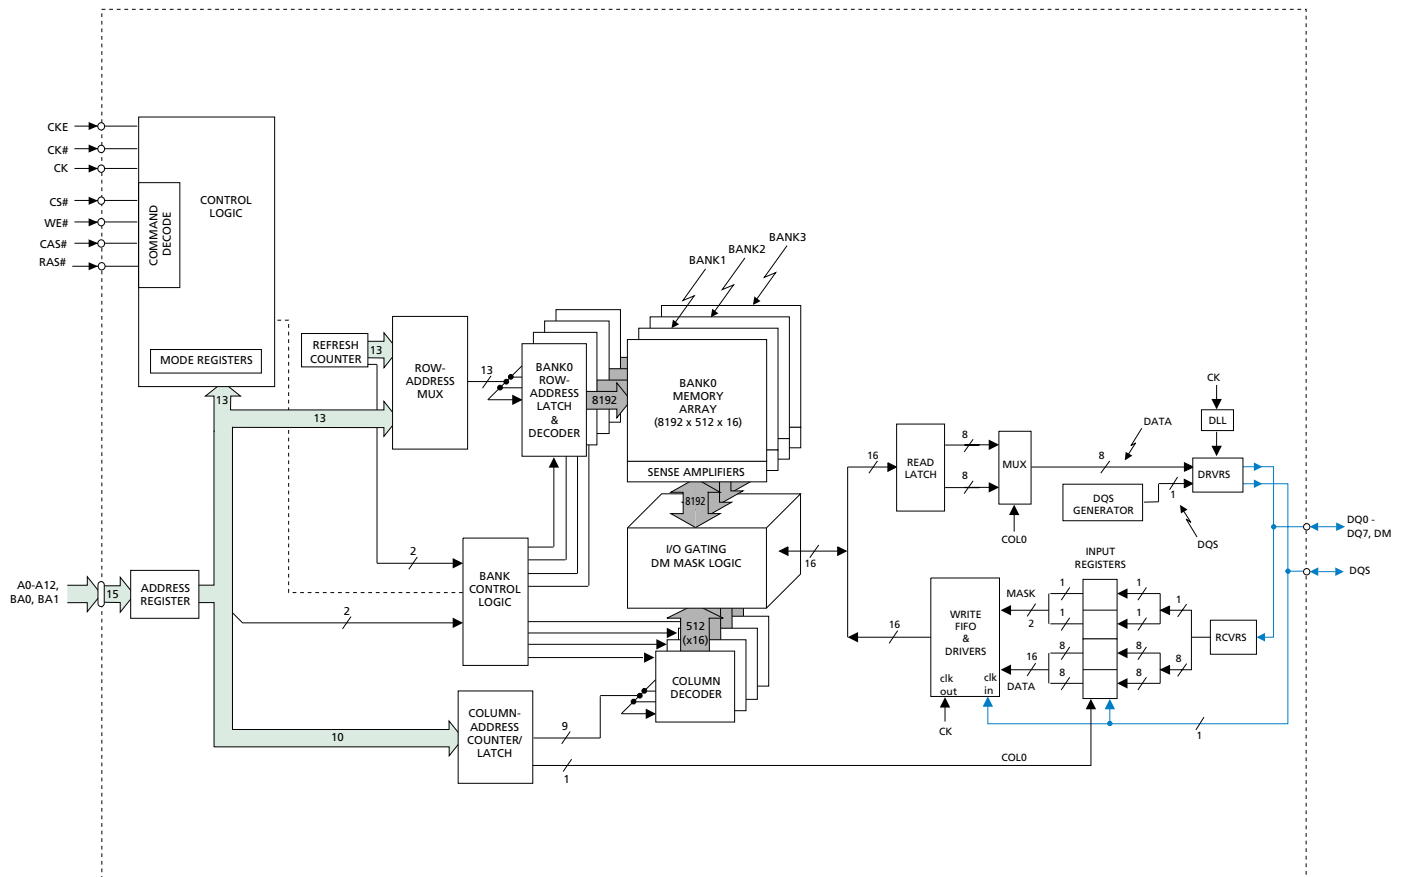 CKE
CK#
CK
CS#
WE#
CAS#
RAS#
COMMAND
DECODE
CONTROL
LOGIC
MODE REGISTERS
BANK3
BANK2
BANK1
REFRESH
COUNTER
13
ROW-
ADDRESS
MUX
13
BANK0
ROW-
ADDRESS
LATCH
&
DECODER
8192
BANK0
MEMORY
ARRAY
(8192 x 512 x 16)
SENSE AMPLIFIERS
13
13
8192
I/O GATING
DM MASK LOGIC
16
16
READ
LATCH
8
8
MUX
COL0
8
DATA
CK
DLL
DRVRS
DQS
GENERATOR
1
DQS
DQ0 -
DQ7, DM
DQS
A0-A12,
BA0, BA1
15
ADDRESS
REGISTER
2
2
BANK
CONTROL
LOGIC
512
(x16)
COLUMN
DECODER
16
WRITE
FIFO
&
DRIVERS
clk
out
clk
in
CK
MASK
2
16
DATA
INPUT
REGISTERS
1
1
8
8
1
1
8
8
1
8
RCVRS
1
10
COLUMN-
ADDRESS
COUNTER/
LATCH
9
1
COL0